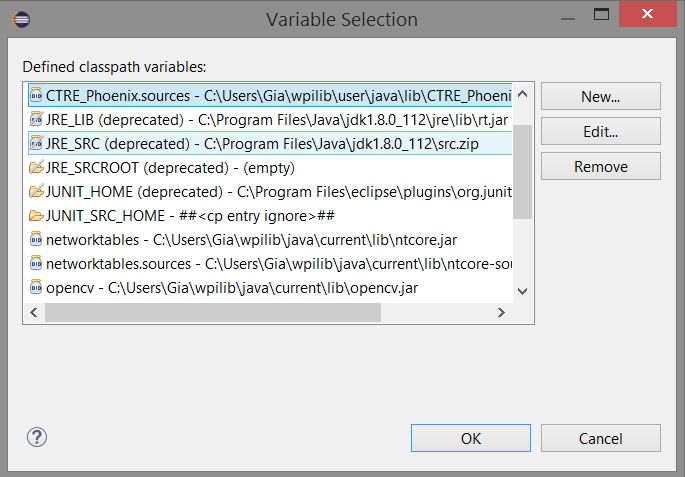 Variable Selection
Defined classpath variables:
CTRE_Phoenix.sources - C:\Users\Gia\wpilib\user\java\lib\CTRE_Phoeni
JRE_LIB (deprecated) - C:\Program Files\Java\jdk1.8.0_112\jre\lib\rt.jar
JRE_SRC (deprecated) - C:\Program Files\Java\jdk1.8.0_112\src.zip
JRE_SRCROOT (deprecated) - (empty)
JUNIT_HOME (deprecated) - C:\Program Files\eclipse\plugins\org.junit
JUNIT_SRC_HOME - ##<cp entry ignore>##
networktables - C:\Users\Gia\wpilib\java\current\lib\ntcore.jar
networktables.sources - C:\Users\Gia\wpilib\java\current\lib\ntcore-sou
opencv - C:\Users\Gia\wpilib\java\current\lib\opencv.jar
New...
Edit...
Remove
?
OK
Cancel